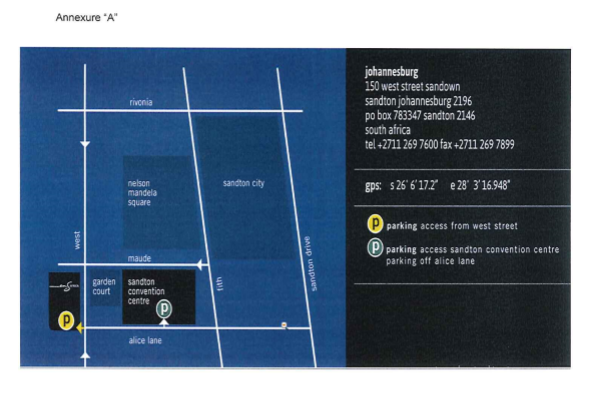 Annexure "A"
rivonia
nelson
mandela
square
sandton city
west
maude
fifth
sandton drive
garden
court
sandton
convention
centre
P
P
alice lane
johannesburg
150 west street sandown
sandton johannesburg 2196
po box 783347 sandton 2146
south africa
tel +2711 269 7600 fax +2711 269 7899
gps: s 26° 6' 17.2" e 28° 3' 16.948"
P parking access from west street
P parking access sandton convention centre
parking off alice lane